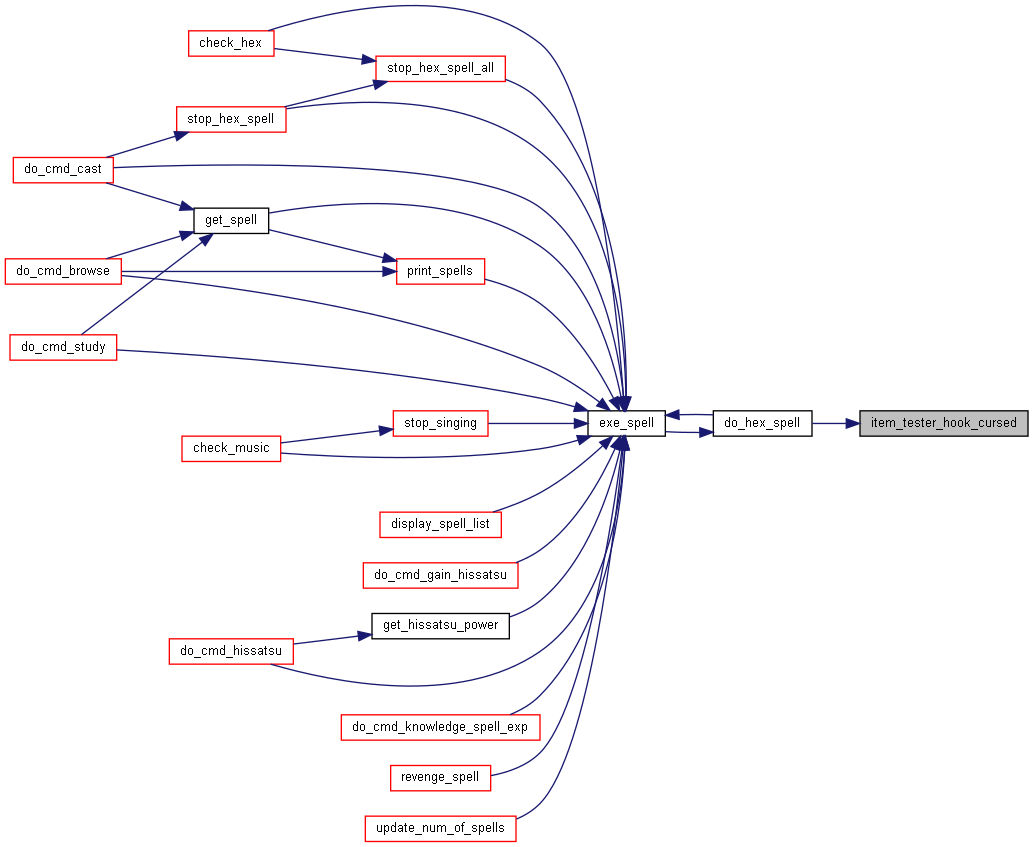 check_hex
stop_hex_spell_all
stop_hex_spell
do_cmd_cast
get_spell
do_cmd_browse
print_spells
do_cmd_study
stop_singing
exe_spell
do_hex_spell
item_tester_hook_cursed
check_music
display_spell_list
do_cmd_gain_hissatsu
get_hissatsu_power
do_cmd_hissatsu
do_cmd_knowledge_spell_exp
revenge_spell
update_num_of_spells